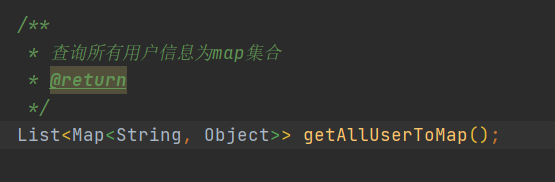 /**
* 查询所有用户信息为map集合
* @return
*/
List<Map<String, Object>> getAllUserToMap();